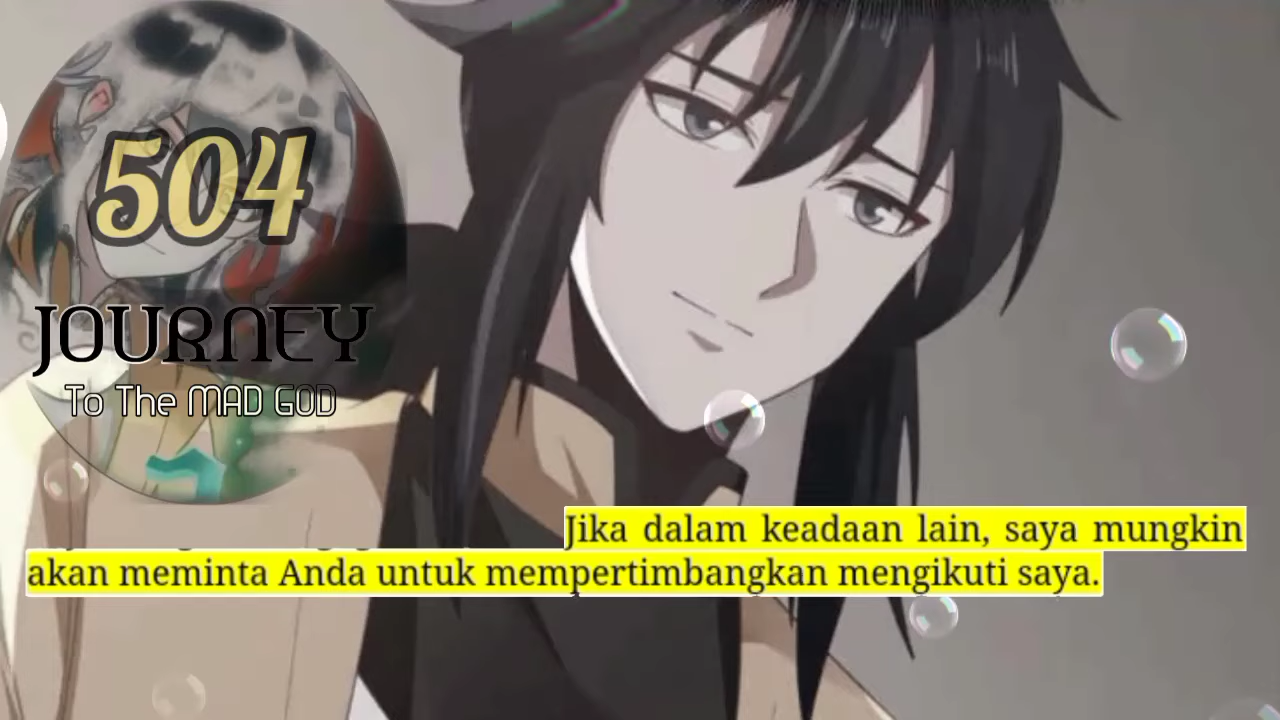 504
JOURNEY
To The MAD GOD
Jika dalam keadaan lain, saya mungkin
akan meminta Anda untuk mempertimbangkan mengikuti saya.